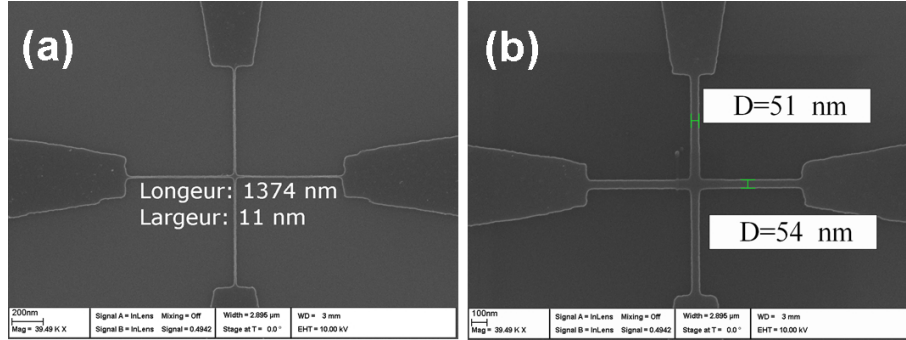 (a)
Longeur: 1374 nm
Largeur: 11 nm
200nm
Mag = 39.49 K X
Signal A = InLens Mixing = Off
Signal B = InLens Signal = 0.4942
Width = 2.895 µm
Stage at T = 0.0 °
WD = 3 mm
EHT = 10.00 kV
(b)
D=51 nm
D=54 nm
100nm
Mag = 39.49 K X
Signal A = InLens Mixing = Off
Signal B = InLens Signal = 0.4942
Width = 2.895 µm
Stage at T = 0.0 °
WD = 3 mm
EHT = 10.00 kV